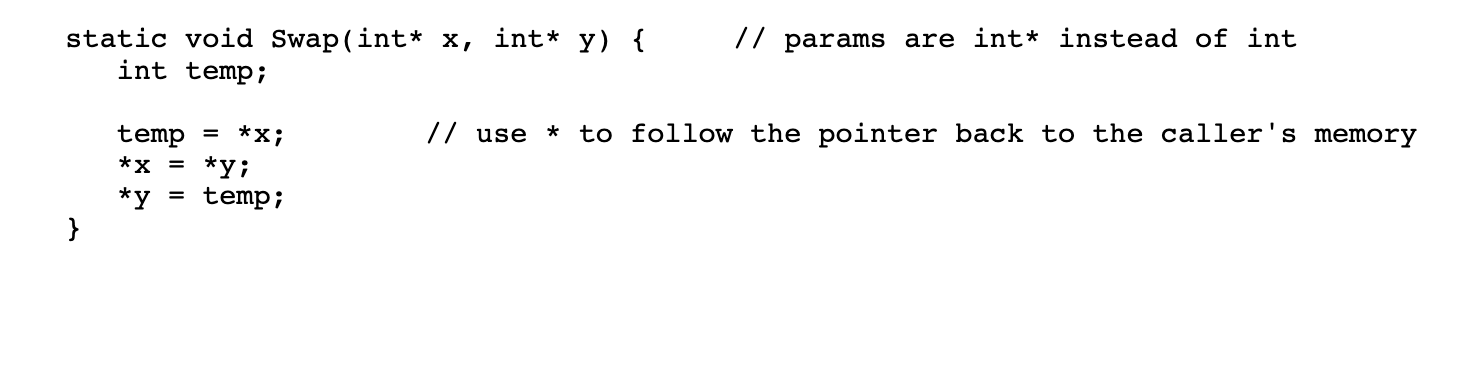 static void Swap(int* x, int* y) {     // params are int* instead of int
   int temp;
   temp = *x;        // use * to follow the pointer back to the caller's memory
   *x = *y;
   *y = temp;
}